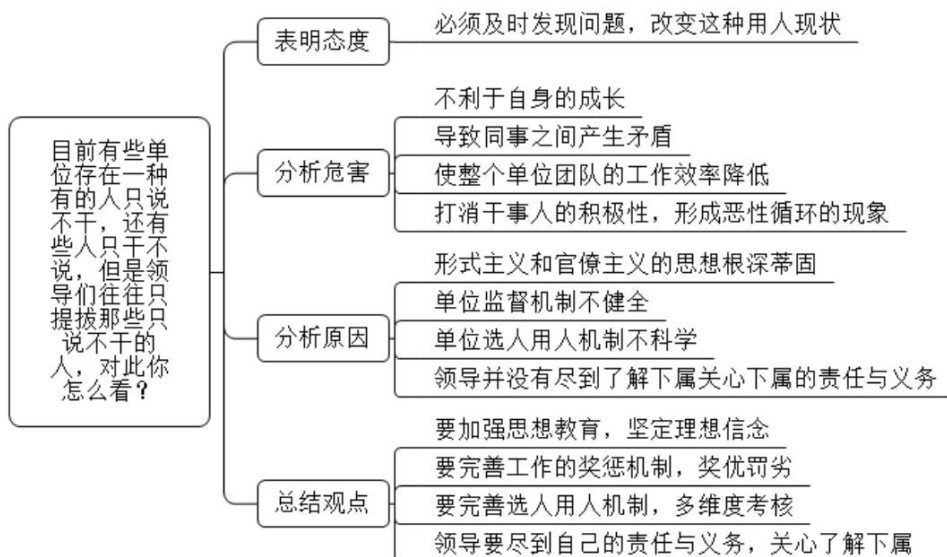 目前有些单
位存在一种
有的人只说
不干，还有
些人只干不
说，但是领
导们往往只
提拔那些只
说不干的
人，对此你
怎么看？
表明态度
必须及时发现问题，改变这种用人现状
分析危害
不利于自身的成长
导致同事之间产生矛盾
使整个单位团队的工作效率降低
打消干事人的积极性，形成恶性循环的现象
分析原因
形式主义和官僚主义的思想根深蒂固
单位监督机制不健全
单位选人用人机制不科学
领导并没有尽到了解下属关心下属的责任与义务
总结观点
要加强思想教育，坚定理想信念
要完善工作的奖惩机制，奖优罚劣
要完善选人用人机制，多维度考核
领导要尽到自己的责任与义务，关心了解下属